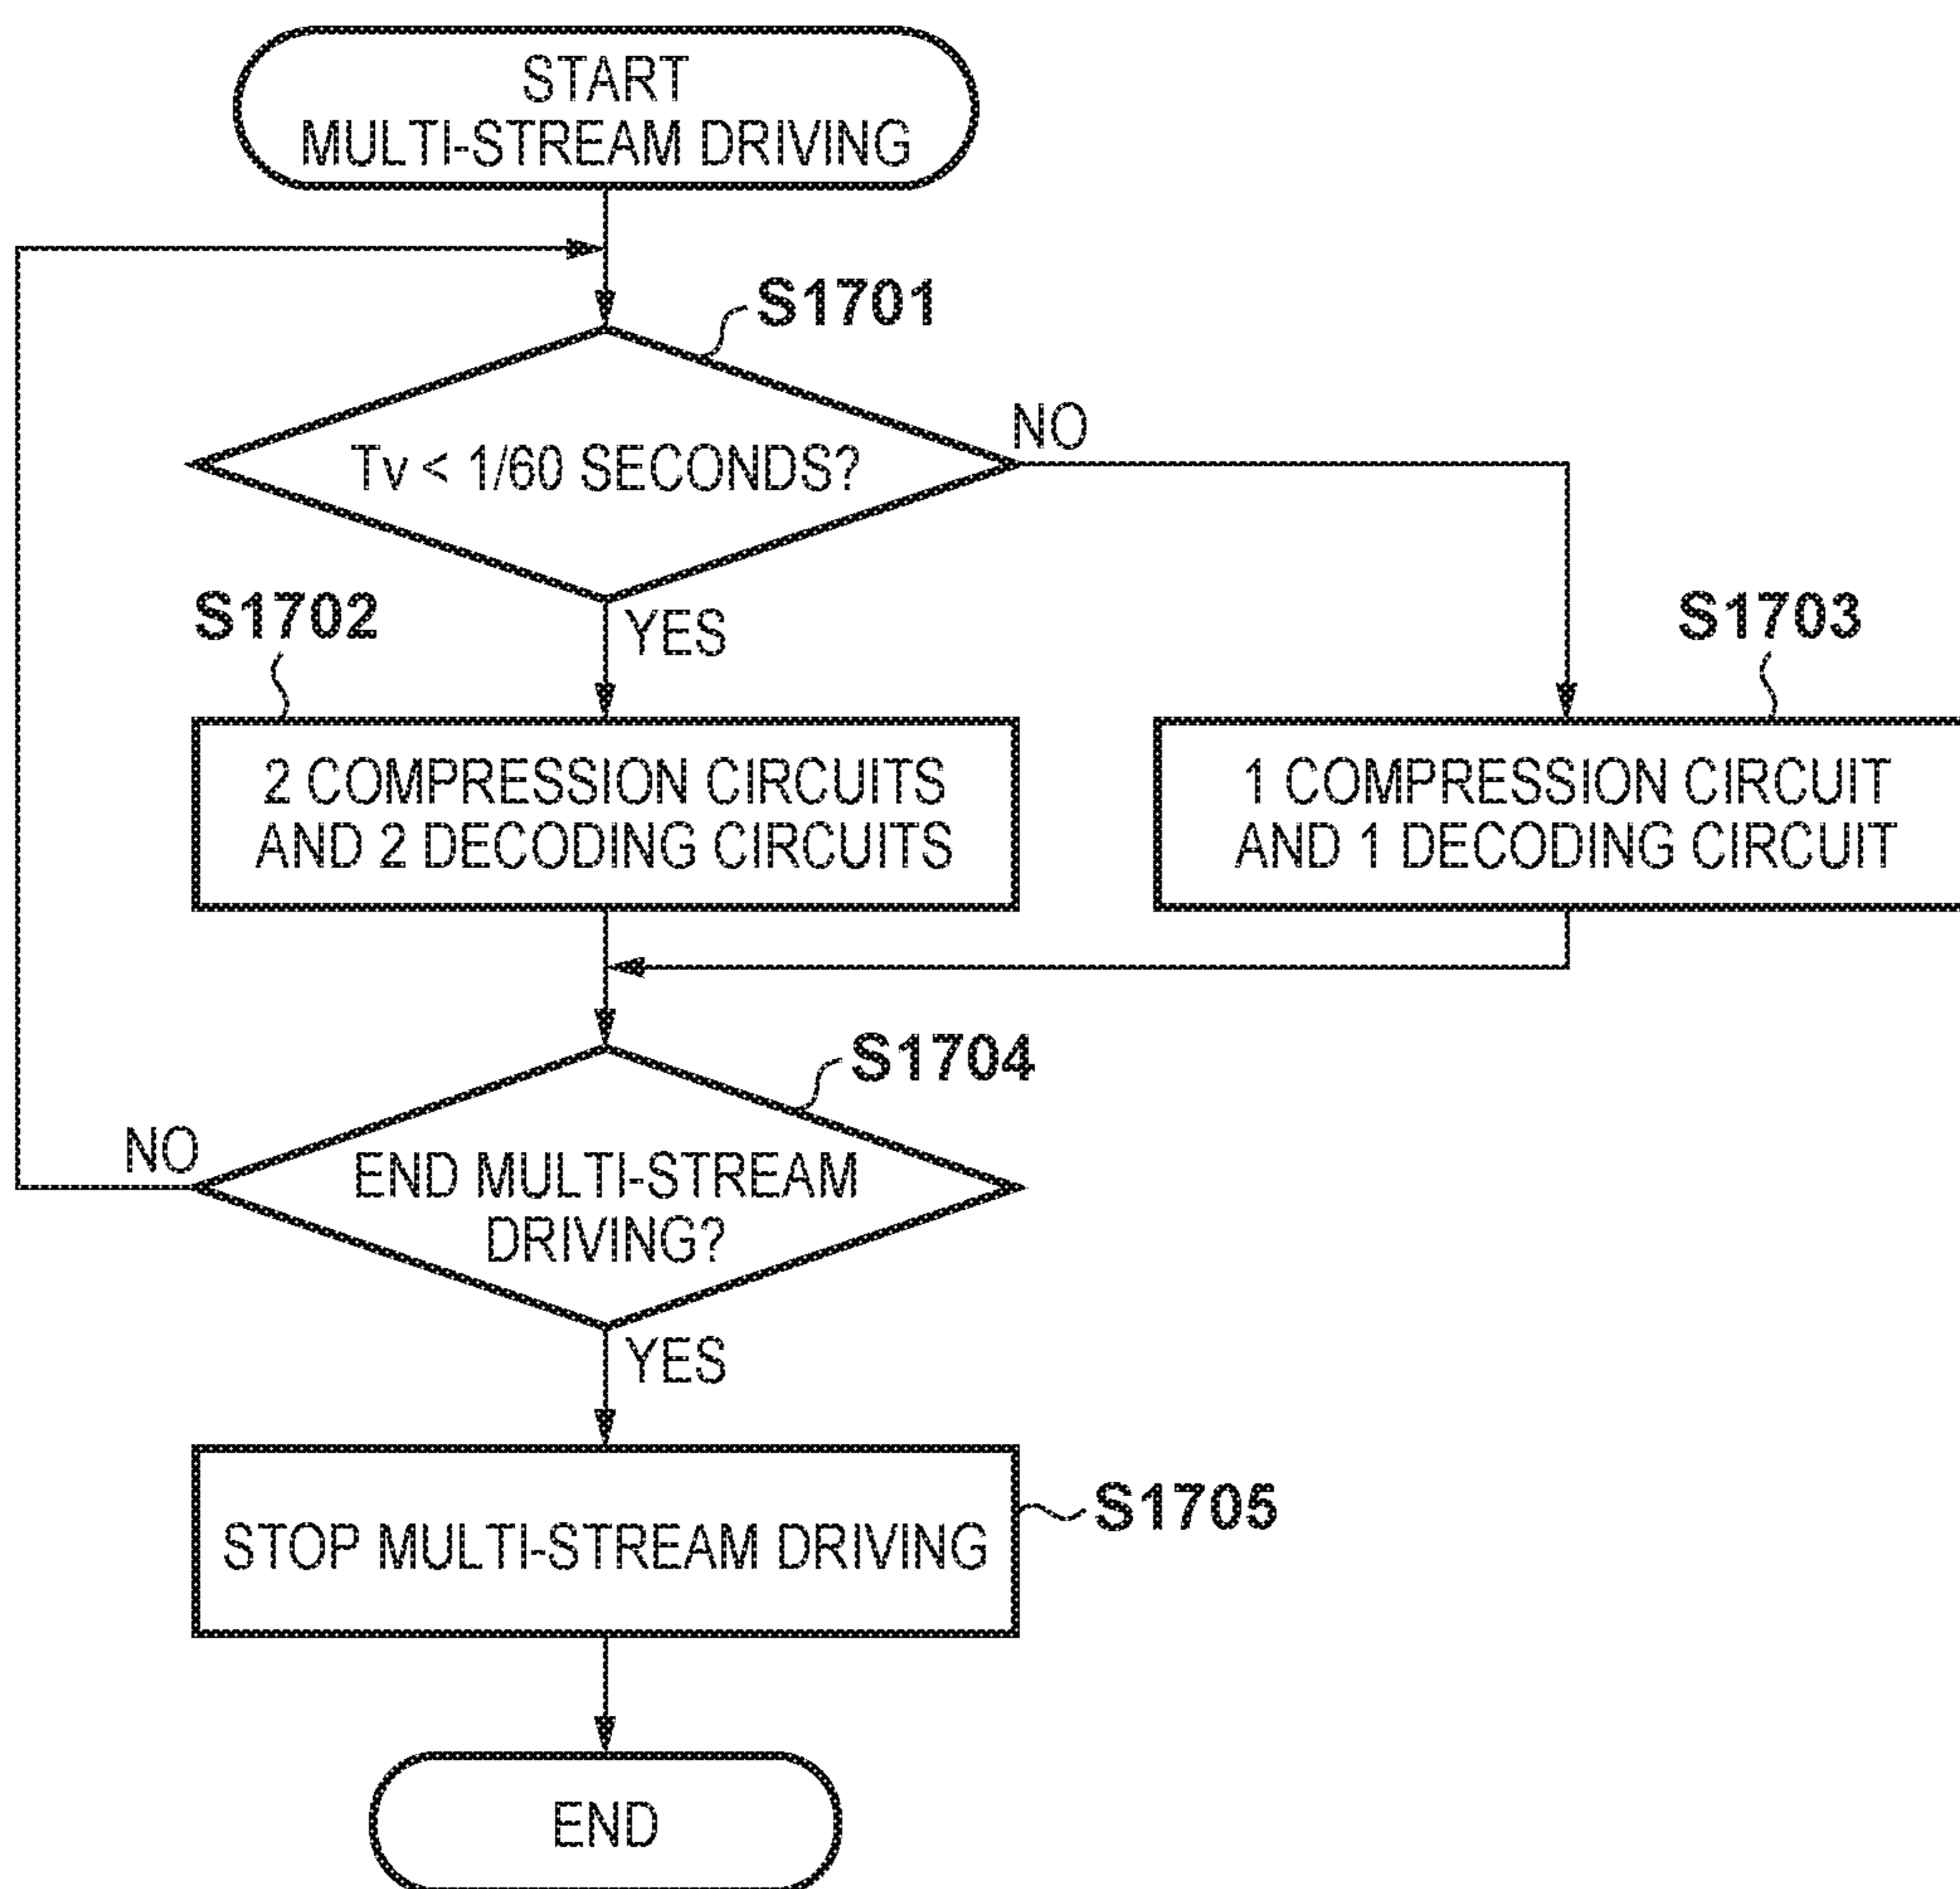 START
MULTI-STREAM DRIVING
S1701
Tv < 1/60 SECONDS?
NO
YES
S1702
S1703
2 COMPRESSION CIRCUITS
AND 2 DECODING CIRCUITS
1 COMPRESSION CIRCUIT
AND 1 DECODING CIRCUIT
S1704
NO
END MULTI-STREAM
DRIVING?
YES
STOP MULTI-STREAM DRIVING
S1705
END